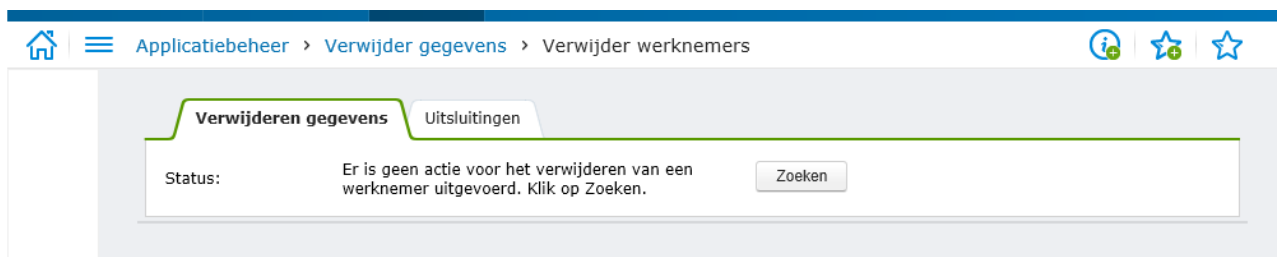 Applicatiebeheer > Verwijder gegevens > Verwijder werknemers
Verwijderen gegevens
Uitsluitingen
Status:
Er is geen actie voor het verwijderen van een
werknemer uitgevoerd. Klik op Zoeken.
Zoeken